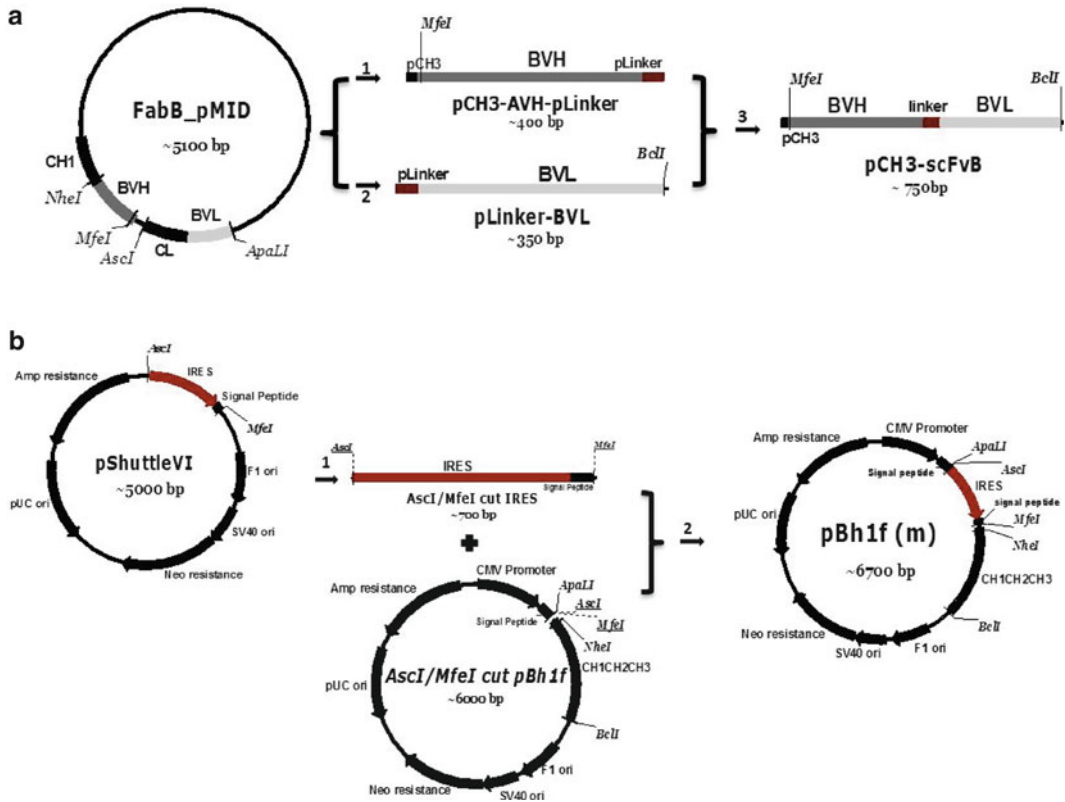 a
FabB_pMID
~5100 bp
CH1
NheI
BVH
MfeI
AscI
CL
BVL
ApaLI
1
2
MfeI
pCH3
BVH
pLinker
pCH3-AVH-pLinker
~400 bp
pLinker
BVL
BclI
pLinker-BVL
~350 bp
3
MfeI
BVH
linker
BVL
BclI
pCH3
pCH3-scFvB
~ 750bp
b
AscI
IRES
Amp resistance
Signal Peptide
MfeI
pShuttleVI
~5000 bp
F1 ori
pUC ori
SV40 ori
Neo resistance
1
AscI
MfeI
IRES
Signal Peptide
AscI/MfeI cut IRES
~700 bp
CMV Promoter
Amp resistance
ApaLI
AscI
Signal Peptide
MfeI
NheI
CH1CH2CH3
pUC ori
AscI/MfeI cut pBh1f
~6000 bp
BclI
F1 ori
Neo resistance
SV40 ori
2
CMV Promoter
Amp resistance
ApaLI
Signal peptide
AscI
IRES
signal peptide
MfeI
NheI
pUC ori
pBh1f (m)
~6700 bp
CH1CH2CH3
BclI
Neo resistance
F1 ori
SV40 ori